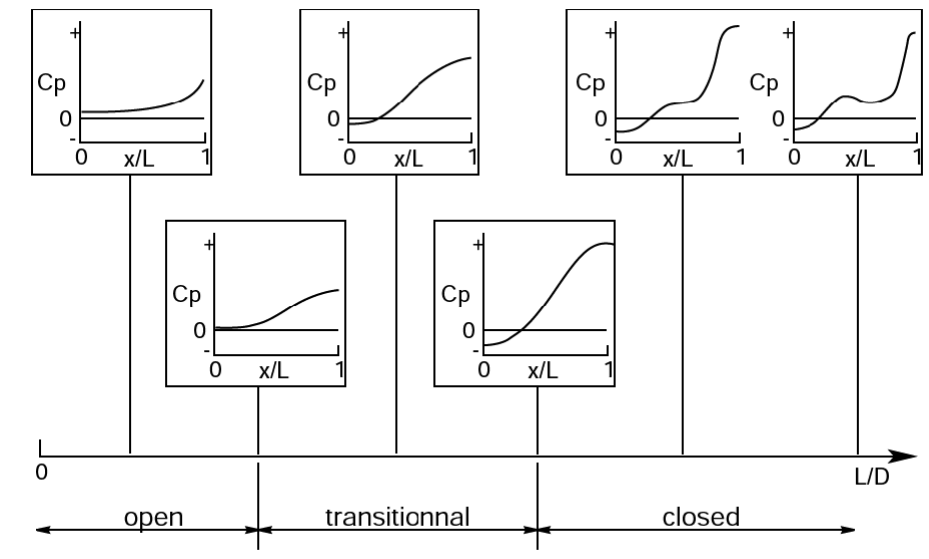 +
Cp
0
-
0 x/L 1
+
Cp
0
-
0 x/L 1
+
Cp
0
-
0 x/L 1
+
Cp
0
-
0 x/L 1
+
Cp
0
-
0 x/L 1
+
Cp
0
-
0 x/L 1
0
L/D
open
transitionnal
closed